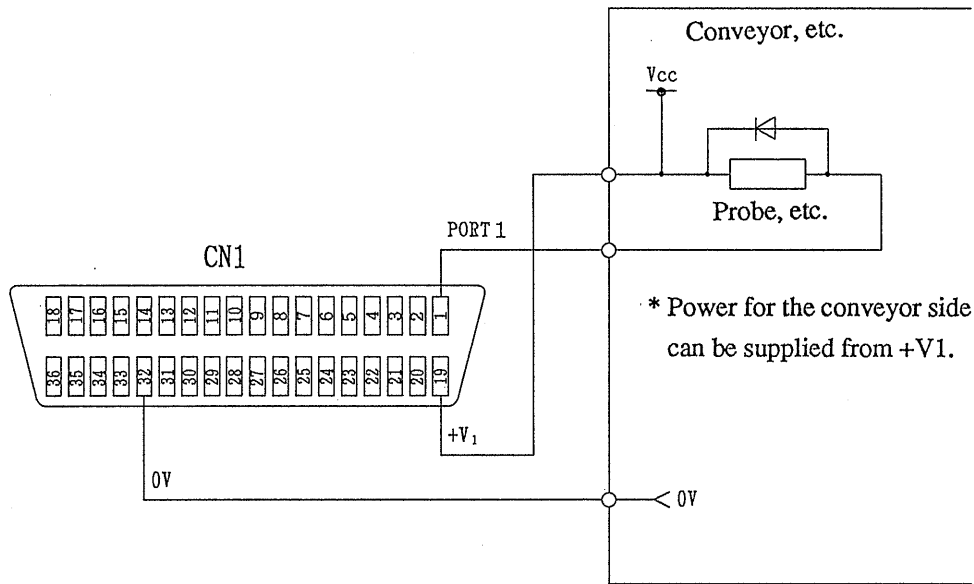 Conveyor, etc.
Vcc
Probe, etc.
PORT 1
CN1
18 17 16 15 14 13 12 11 10 9 8 7 6 5 4 3 2 1
36 35 34 33 32 31 30 29 28 27 26 25 24 23 22 21 20 19
* Power for the conveyor side
can be supplied from +V1.
+V₁
0V
0V